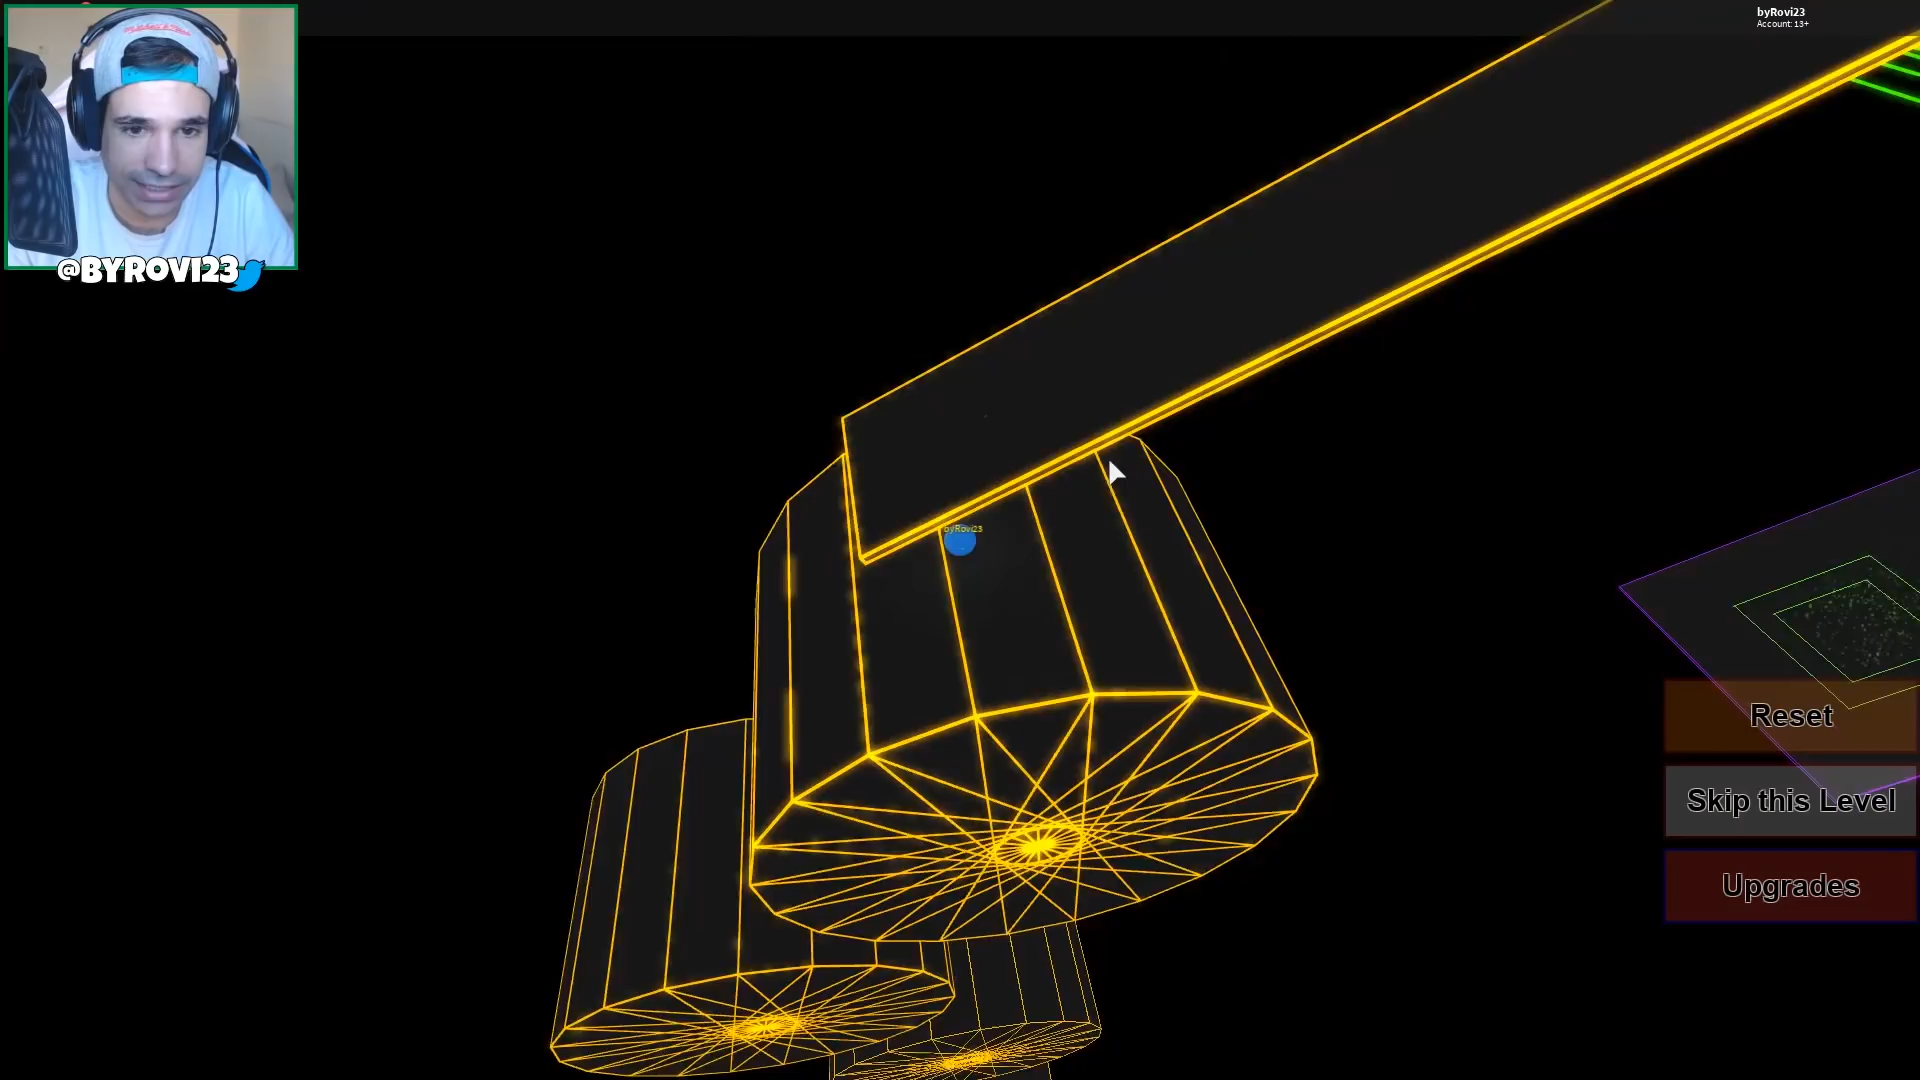 byRovi23
Account: 13+
@BYROVI23
byRovi23
Reset
Skip this Level
Upgrades